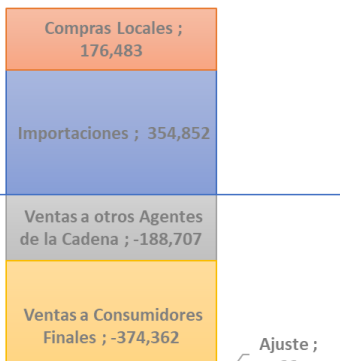 Compras Locales ;
176,483
Importaciones ; 354,852
Ventas a otros Agentes
de la Cadena ; -188,707
Ventas a Consumidores
Finales ; -374,362
Ajuste ;